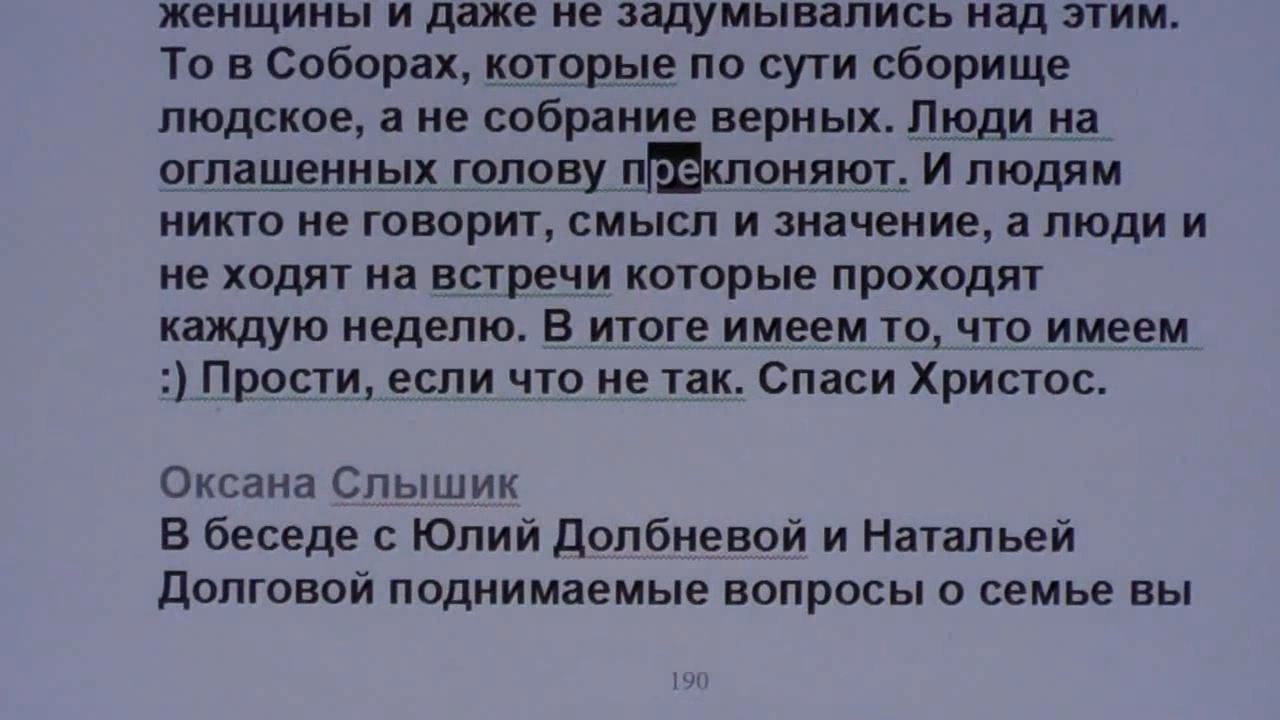 женщины и даже не задумывались над этим.
То в Соборах, которые по сути сборище
людское, а не собрание верных. Люди на
оглашенных голову преклоняют. И людям
никто не говорит, смысл и значение, а люди и
не ходят на встречи которые проходят
каждую неделю. В итоге имеем то, что имеем
:) Прости, если что не так. Спаси Христос.
Оксана Слышик
В беседе с Юлий Долбневой и Натальей
Долговой поднимаемые вопросы о семье вы
190